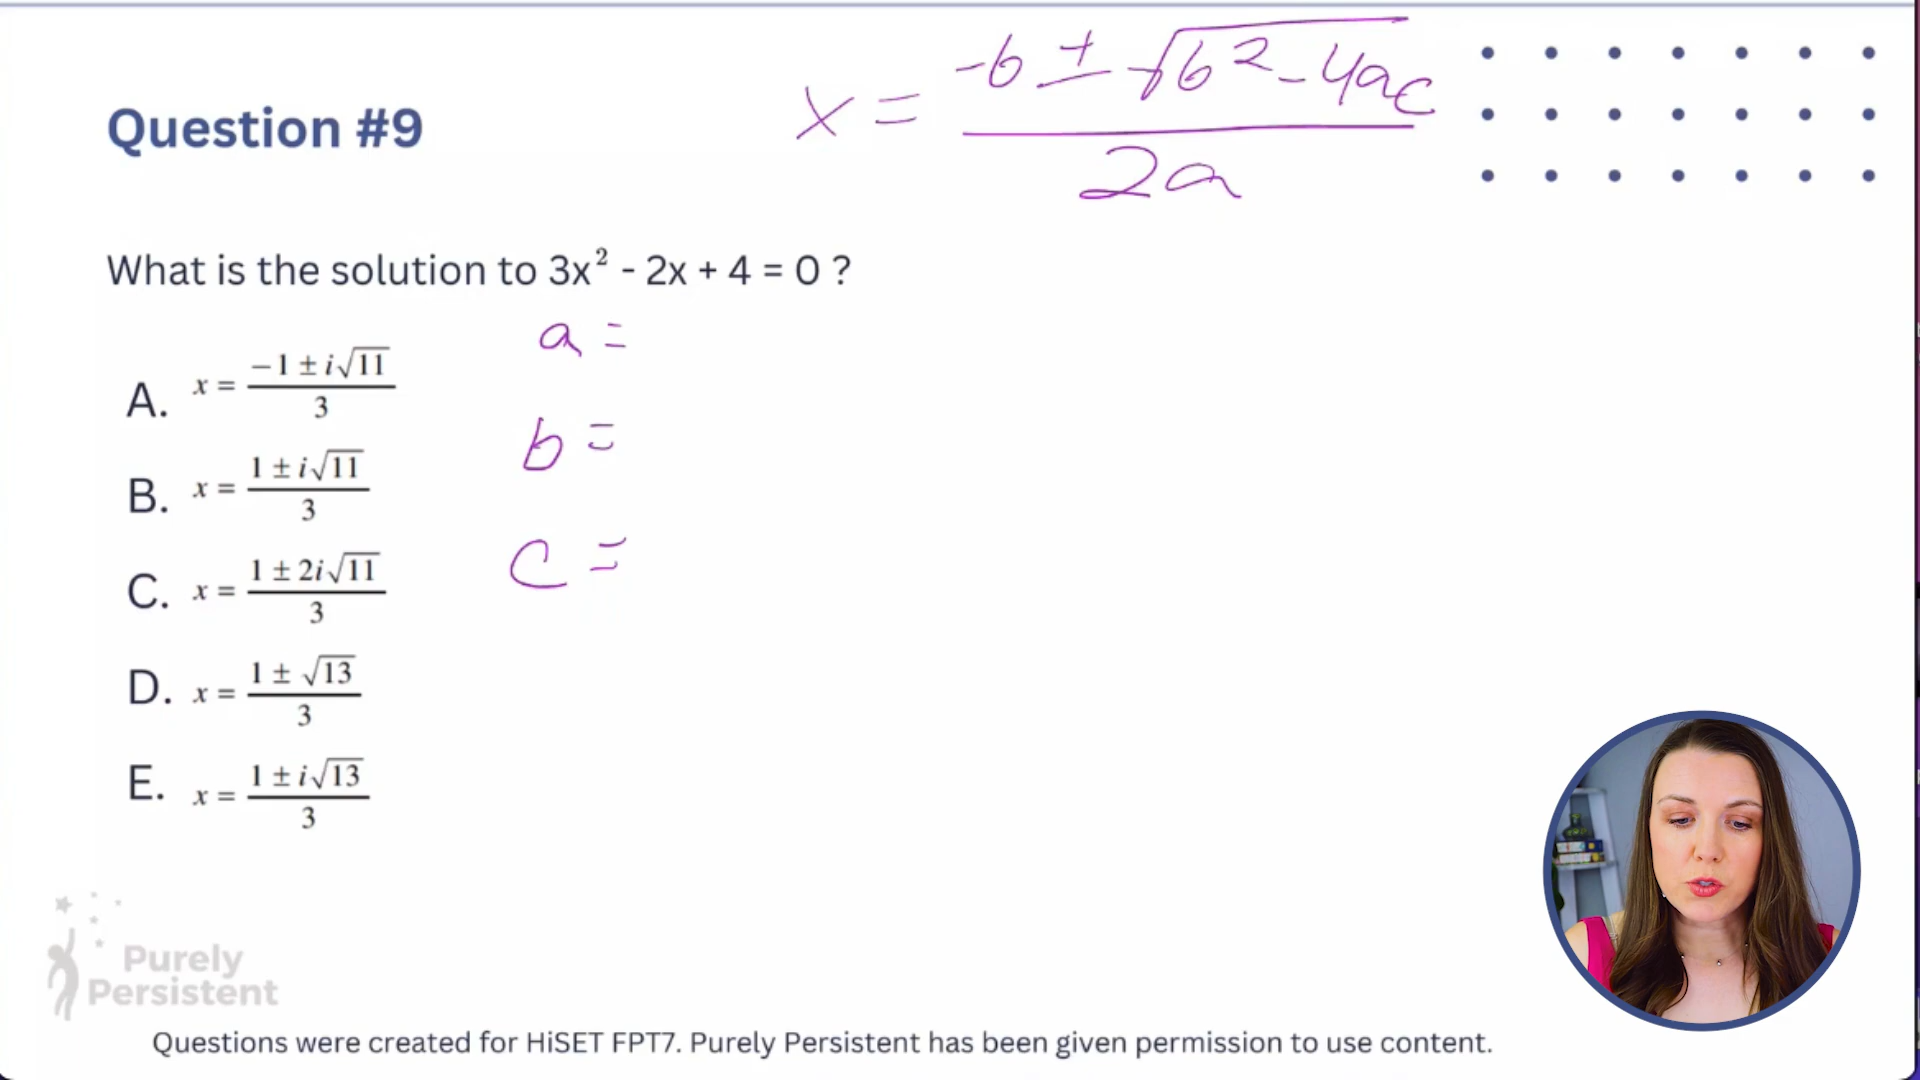 x = -b ± √b² - 4ac / 2a
Question #9
What is the solution to 3x² - 2x + 4 = 0 ?
a =
b =
c =
A. x = −1 ± i√11 / 3
B. x = 1 ± i√11 / 3
C. x = 1 ± 2i√11 / 3
D. x = 1 ± √13 / 3
E. x = 1 ± i√13 / 3
Purely
Persistent
Questions were created for HiSET FPT7. Purely Persistent has been given permission to use content.